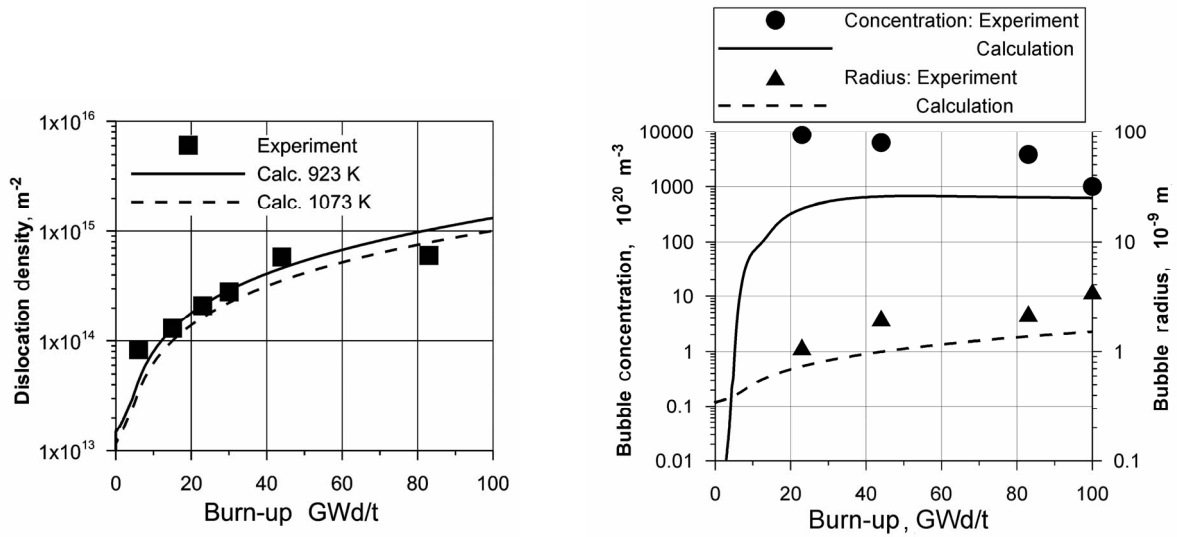 1x10^16
1x10^15
1x10^14
1x10^13
Dislocation density, m^-2
Experiment
Calc. 923 K
Calc. 1073 K
0 20 40 60 80 100
Burn-up GWd/t
Concentration: Experiment
Calculation
Radius: Experiment
Calculation
10000
1000
100
10
1
0.1
0.01
Bubble concentration, 10^20 m^-3
100
10
1
0.1
Bubble radius, 10^-9 m
0 20 40 60 80 100
Burn-up, GWd/t